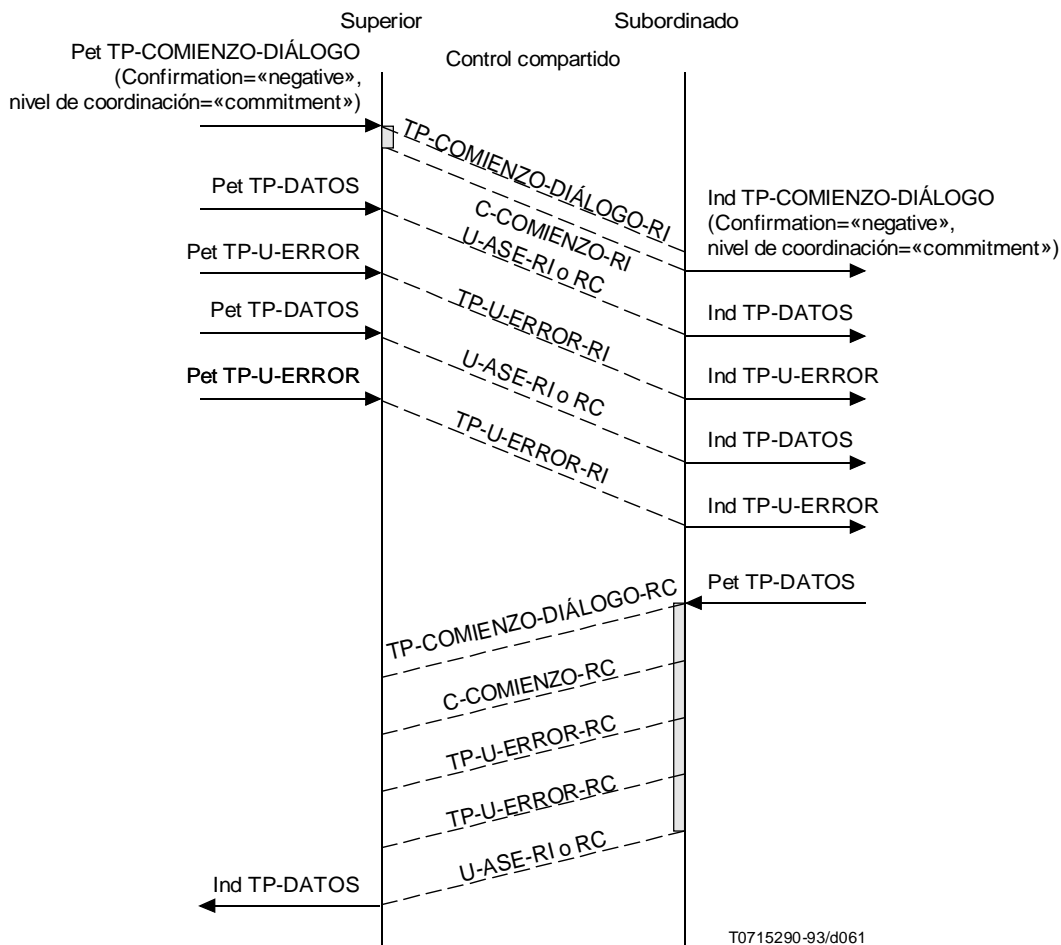 Superior
Subordinado
Pet TP-COMIENZO-DIÁLOGO
(Confirmation=«negative»,
nivel de coordinación=«commitment»)
Control compartido
TP-COMIENZO-DIÁLOGO-RI
Pet TP-DATOS
C-COMIENZO-RI
Ind TP-COMIENZO-DIÁLOGO
(Confirmation=«negative»,
nivel de coordinación=«commitment»)
Pet TP-U-ERROR
U-ASE-RI o RC
Pet TP-DATOS
TP-U-ERROR-RI
Ind TP-DATOS
Pet TP-U-ERROR
U-ASE-RI o RC
Ind TP-U-ERROR
TP-U-ERROR-RI
Ind TP-DATOS
Ind TP-U-ERROR
Pet TP-DATOS
TP-COMIENZO-DIÁLOGO-RC
C-COMIENZO-RC
TP-U-ERROR-RC
TP-U-ERROR-RC
U-ASE-RI o RC
Ind TP-DATOS
T0715290-93/d061